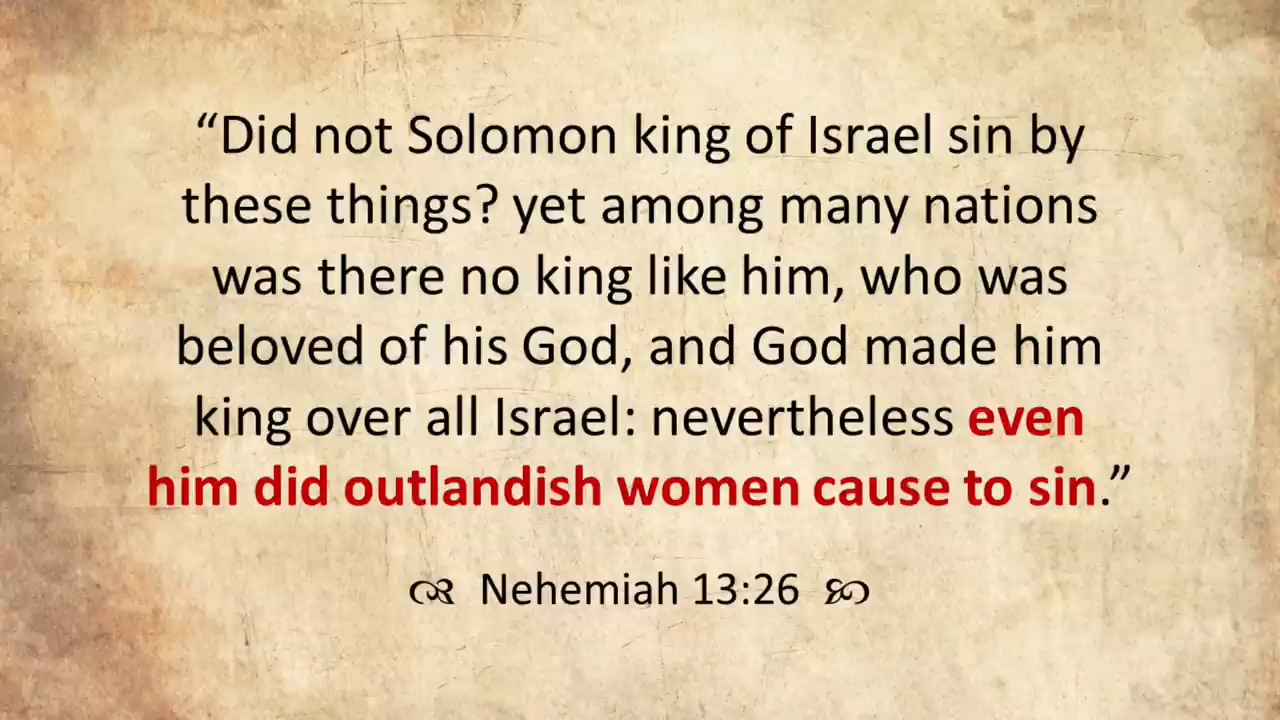 “Did not Solomon king of Israel sin by
these things? yet among many nations
was there no king like him, who was
beloved of his God, and God made him
king over all Israel: nevertheless even
him did outlandish women cause to sin.”
Nehemiah 13:26